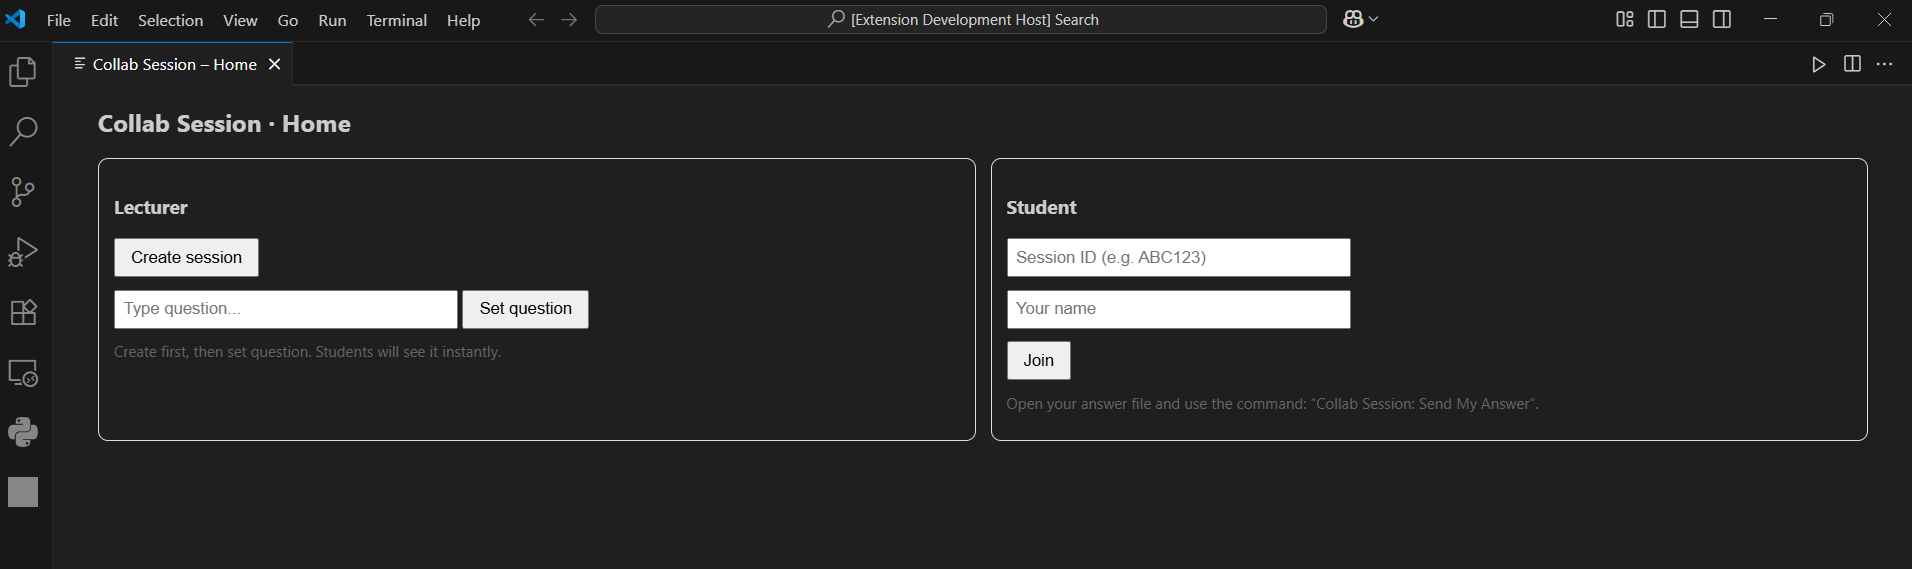 File Edit Selection View Go Run Terminal Help [Extension Development Host] Search
Collab Session – Home
Collab Session · Home
Lecturer
Create session
Type question... Set question
Create first, then set question. Students will see it instantly.
Student
Session ID (e.g. ABC123)
Your name
Join
Open your answer file and use the command: “Collab Session: Send My Answer”.